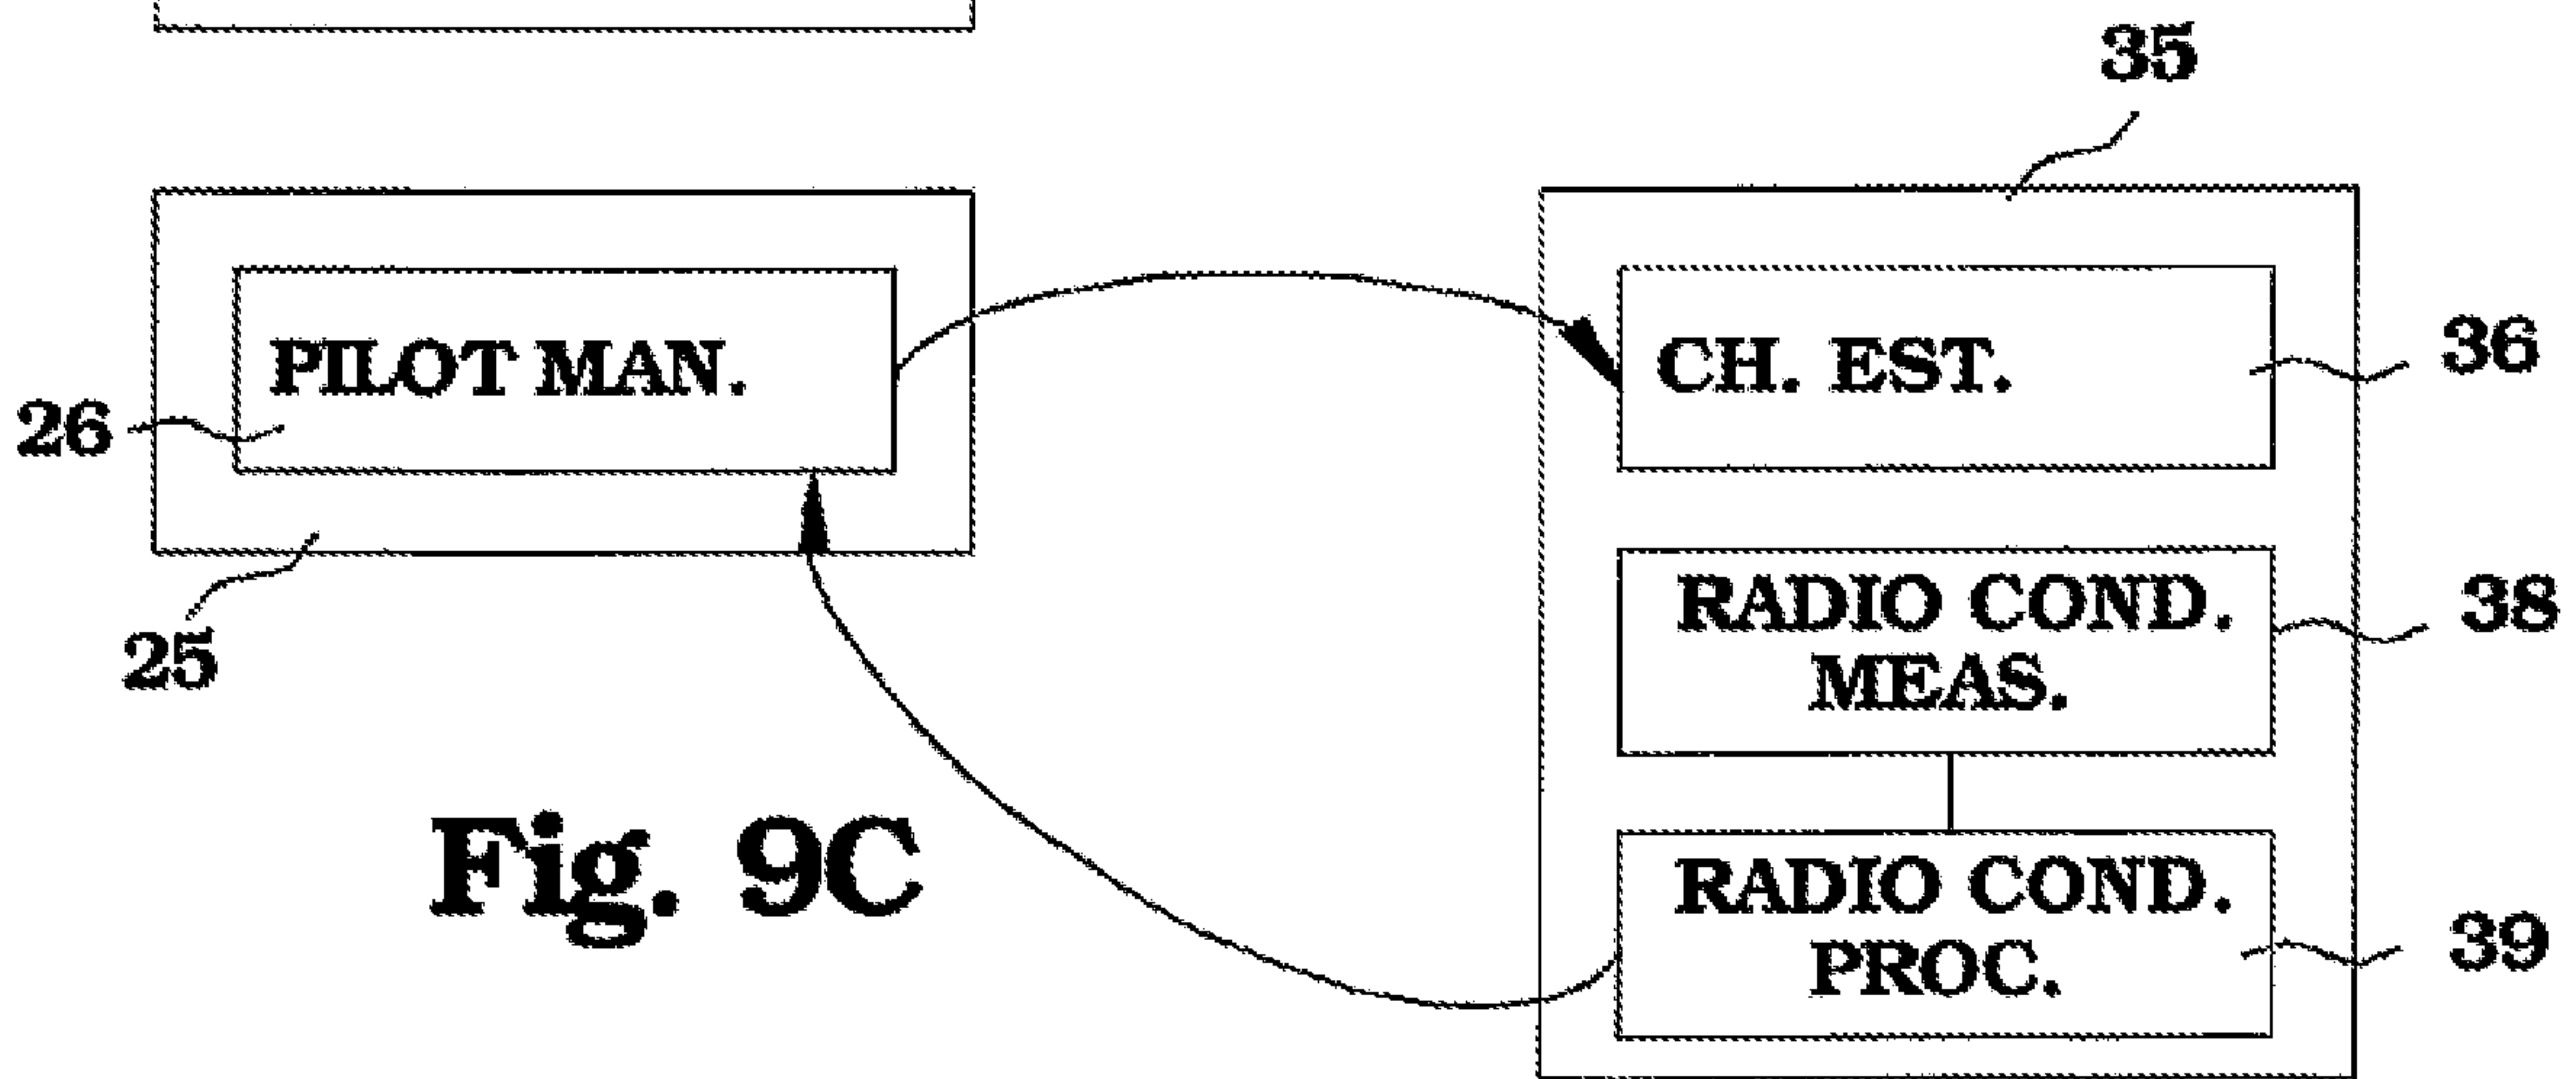 35
PILOT MAN.
CH. EST.
36
26
RADIO COND.
MEAS.
38
25
Fig. 9C
RADIO COND.
PROC.
39